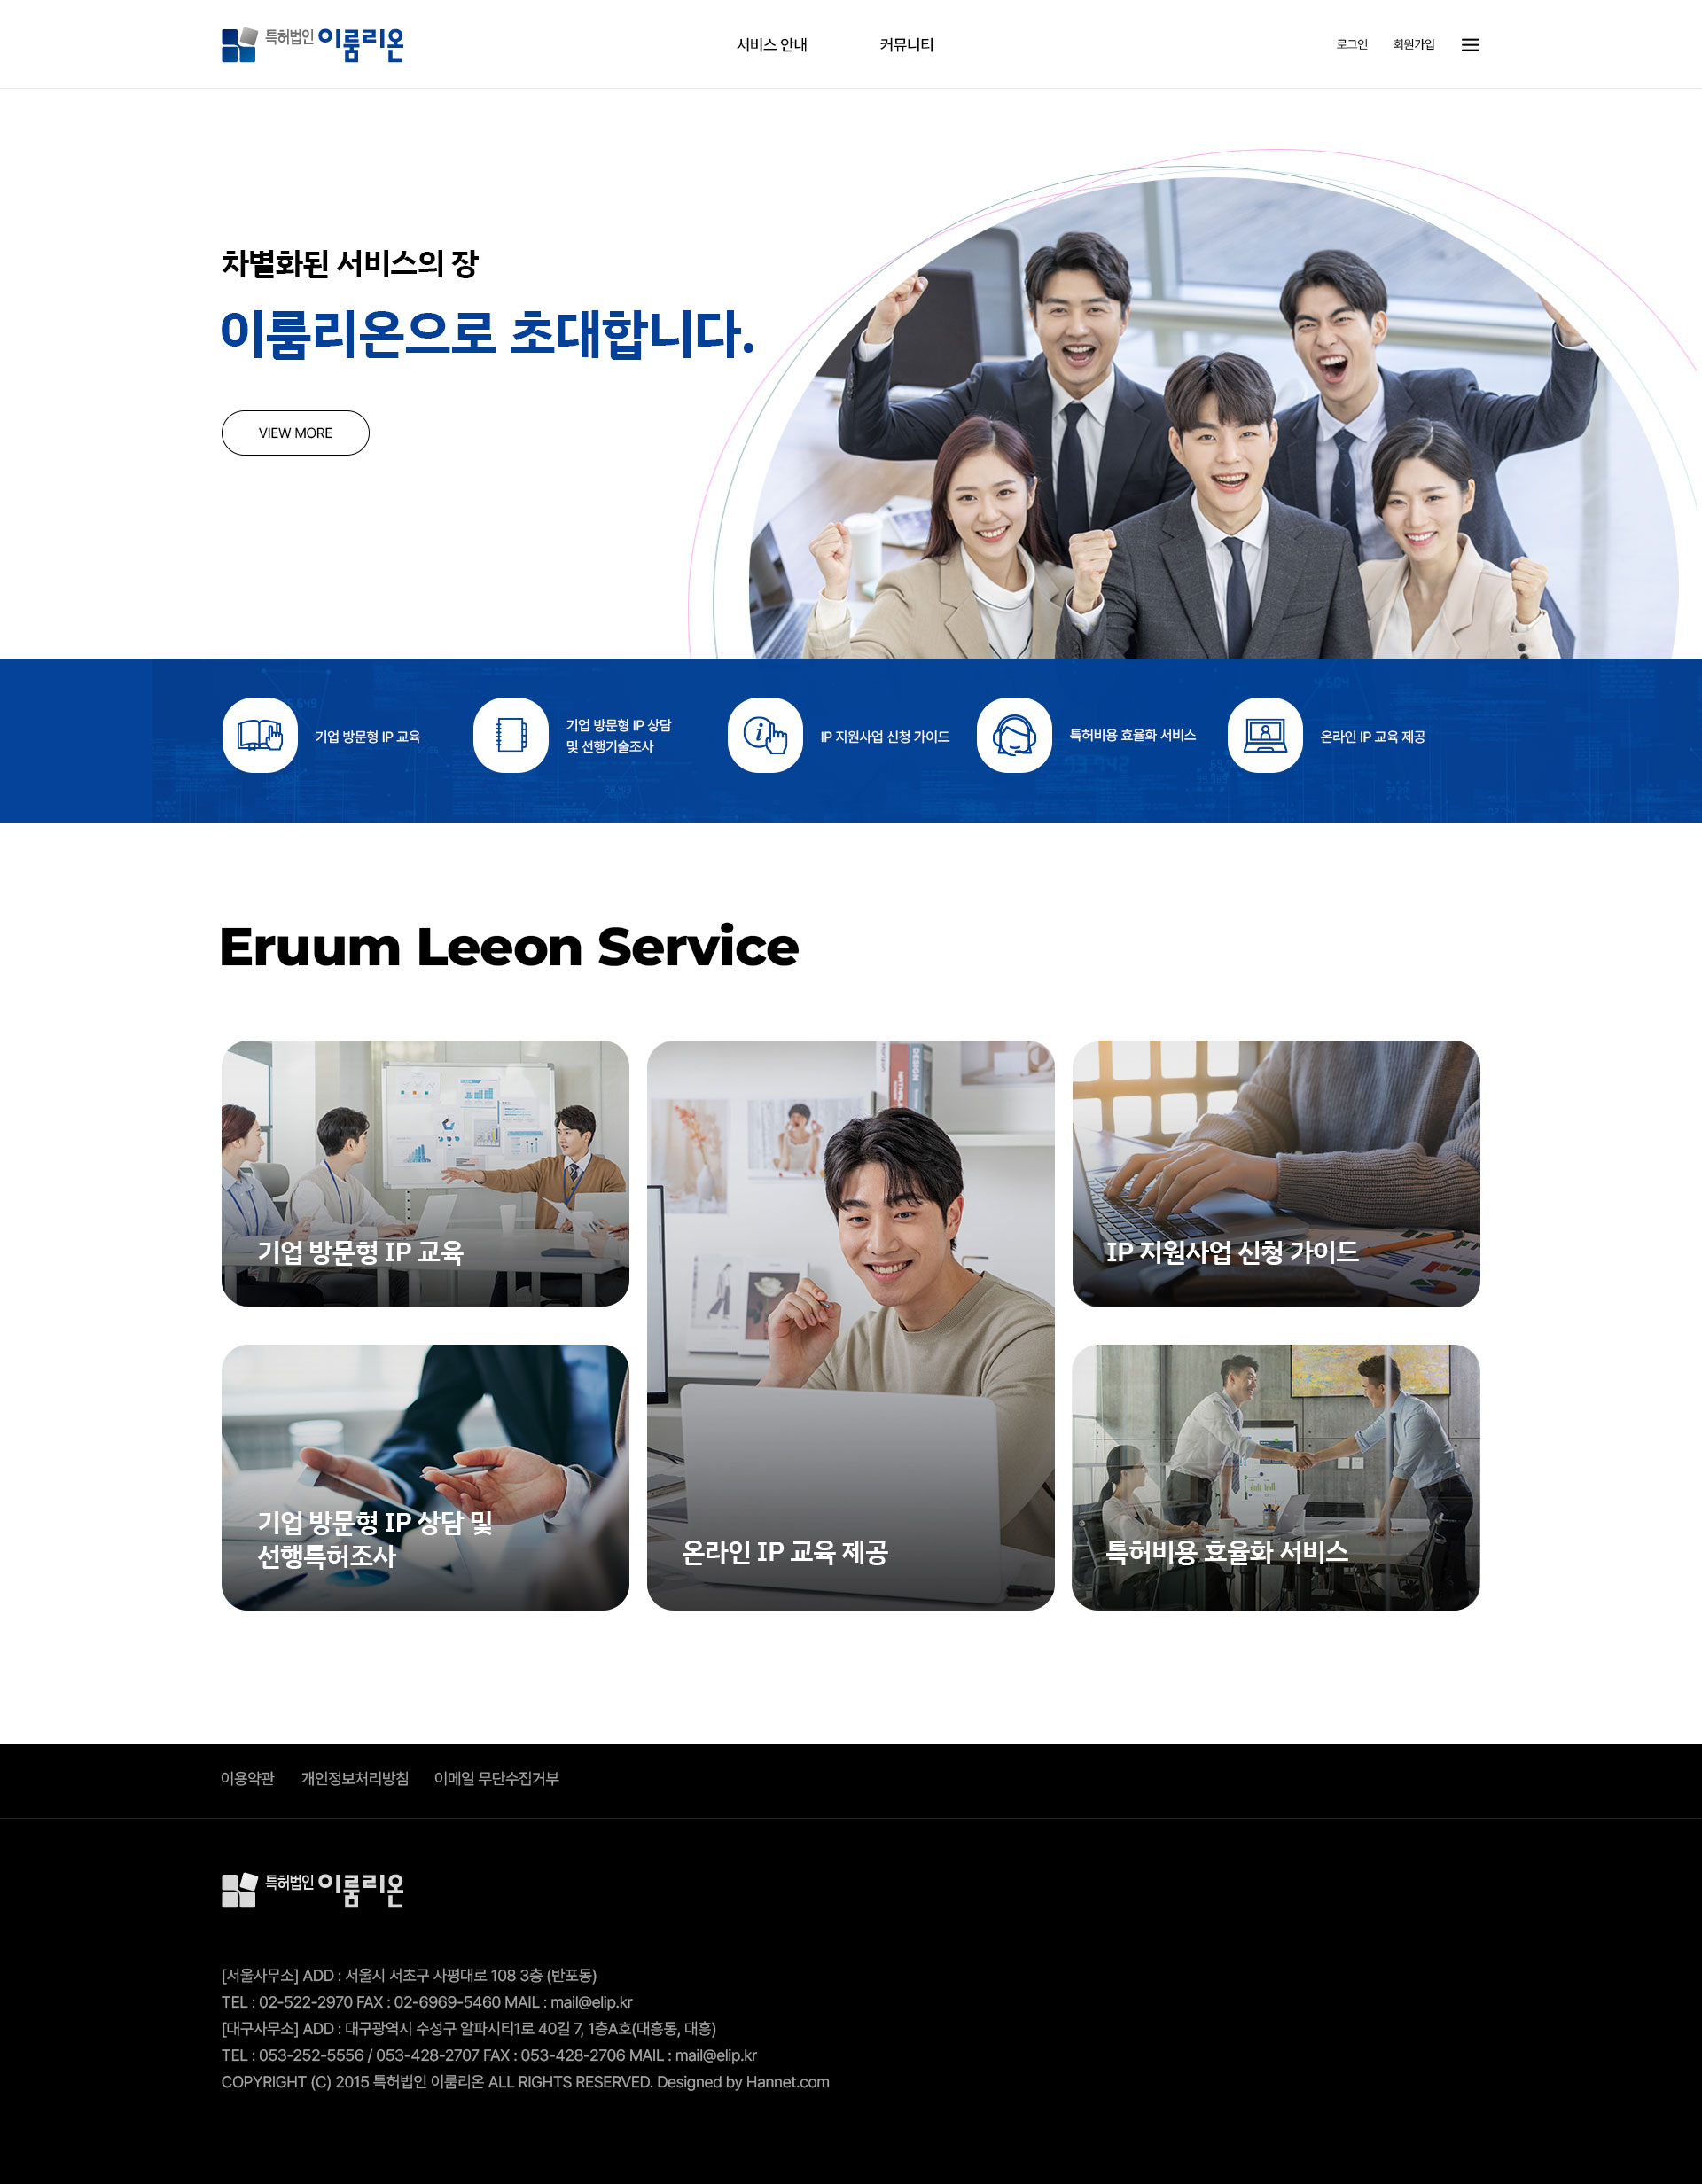 특허법인 이룸리온
서비스 안내
커뮤니티
로그인
회원가입
차별화된 서비스의 장
이룸리온으로 초대합니다.
VIEW MORE
기업 방문형 IP 교육
기업 방문형 IP 상담
및 선행기술조사
IP 지원사업 신청 가이드
특허비용 효율화 서비스
온라인 IP 교육 제공
Eruum Leeon Service
기업 방문형 IP 교육
기업 방문형 IP 상담 및
선행특허조사
온라인 IP 교육 제공
IP 지원사업 신청 가이드
특허비용 효율화 서비스
이용약관
개인정보처리방침
이메일 무단수집거부
특허법인 이룸리온
[서울사무소] ADD : 서울시 서초구 사평대로 108 3층 (반포동)
TEL : 02-522-2970 FAX : 02-6969-5460 MAIL : mail@elip.kr
[대구사무소] ADD : 대구광역시 수성구 알파시티1로 40길 7, 1층A호(대흥동, 대흥)
TEL : 053-252-5556 / 053-428-2707 FAX : 053-428-2706 MAIL : mail@elip.kr
COPYRIGHT (C) 2015 특허법인 이룸리온 ALL RIGHTS RESERVED. Designed by Hannet.com